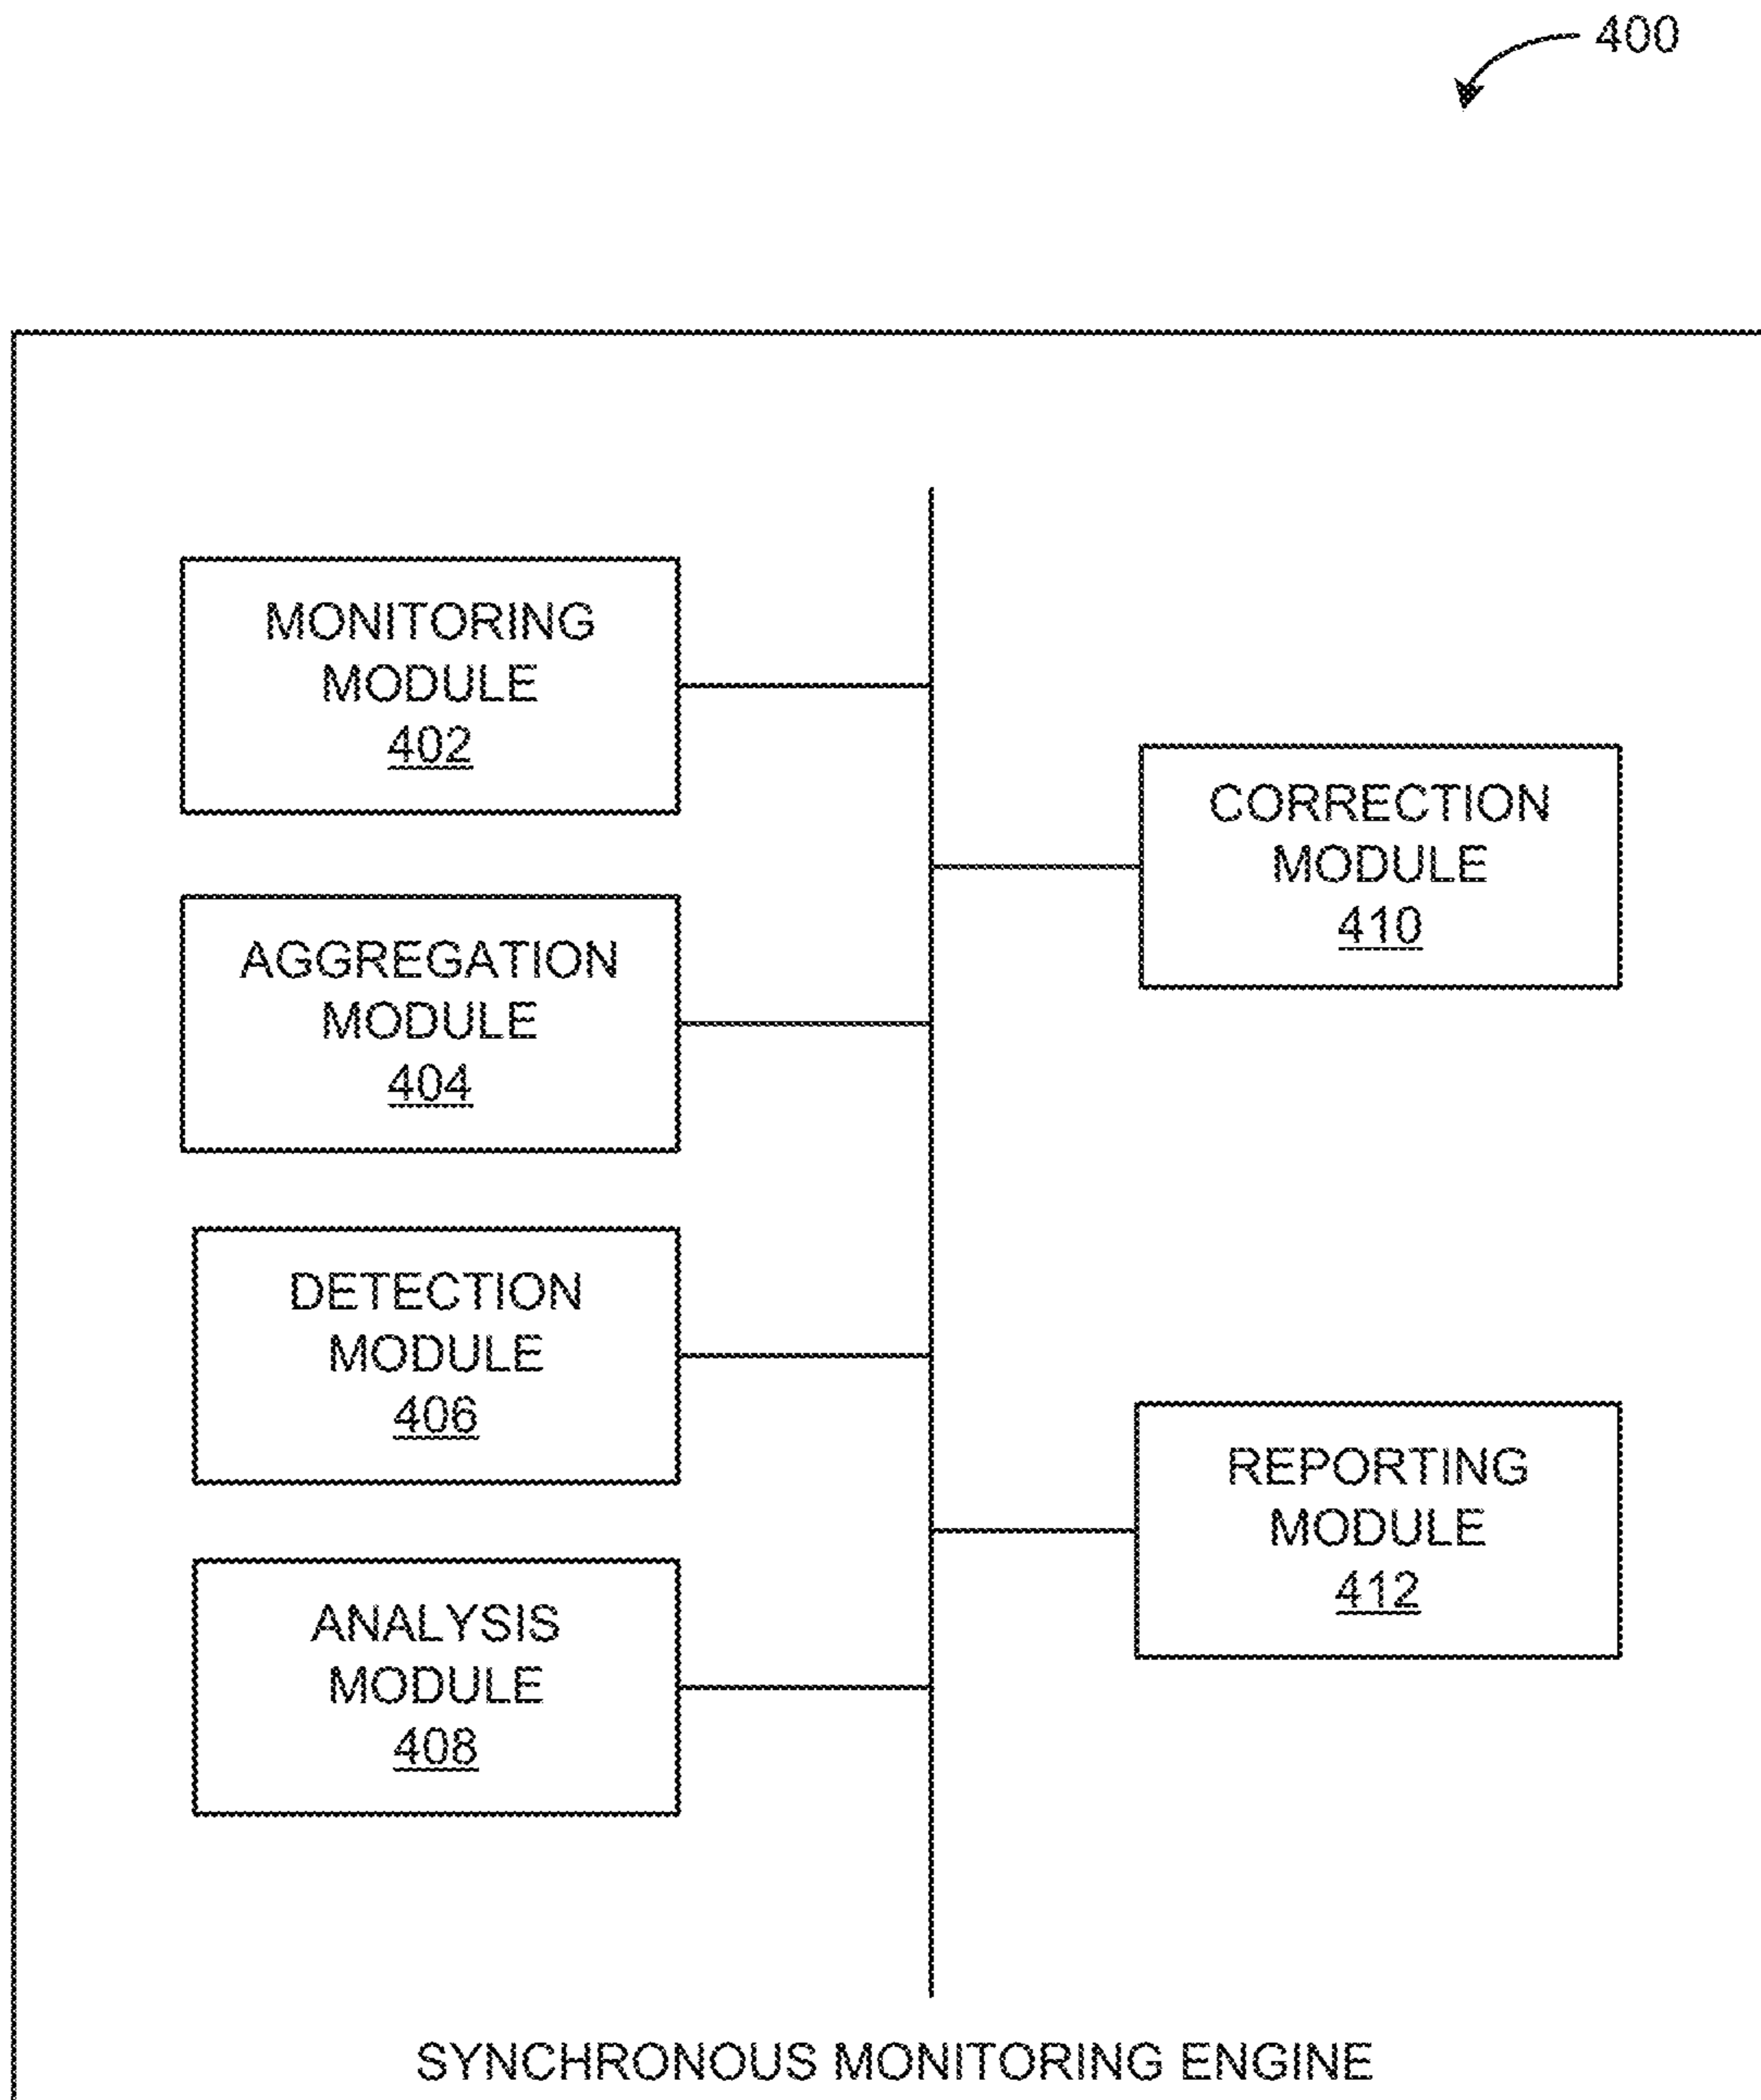 400
MONITORING
MODULE
402
AGGREGATION
MODULE
404
DETECTION
MODULE
406
ANALYSIS
MODULE
408
CORRECTION
MODULE
410
REPORTING
MODULE
412
SYNCHRONOUS MONITORING ENGINE